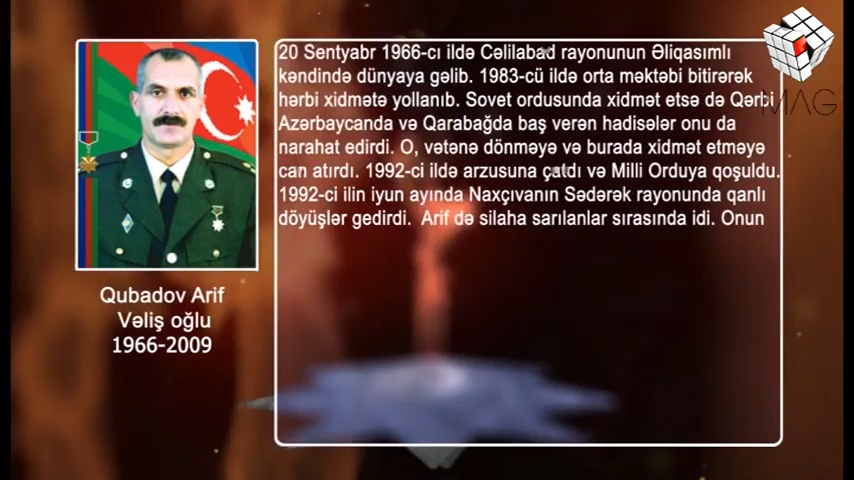 20 Sentyabr 1966-cı ildə Cəlilabad rayonunun Əliqasımlı
kəndində dünyaya gəlib. 1983-cü ildə orta məktəbi bitirərək
hərbi xidmətə yollanıb. Sovet ordusunda xidmət etsə də Qərbi
Azərbaycanda və Qarabağda baş verən hadisələr onu da
narahat edirdi. O, vətənə dönməyə və burada xidmət etməyə
can atırdı. 1992-ci ildə arzusuna çatdı və Milli Orduya qoşuldu.
1992-ci ilin iyun ayında Naxçıvanın Sədərək rayonunda qanlı
döyüşlər gedirdi. Arif də silaha sarılanlar sırasında idi. Onun
Qubadov Arif
Vəliş oğlu
1966-2009
MAG